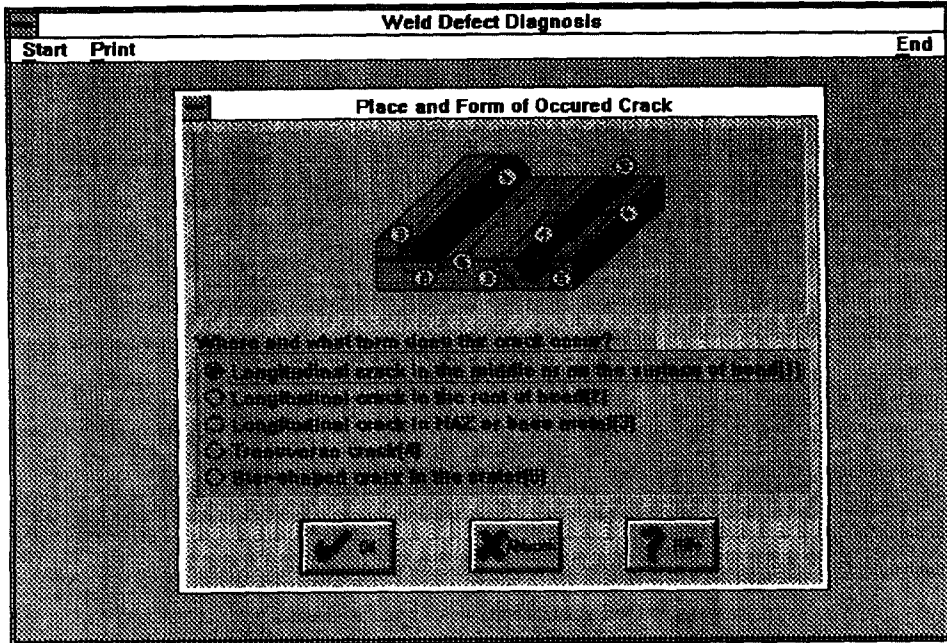 Weld Defect Diagnosis
Start Print End
Place and Form of Occured Crack
Where and what form does the crack occur?
Longitudinal crack in the middle or on the surface of bead[1]
Longitudinal crack in the root of bead[2]
Longitudinal crack in HAZ or base metal[3]
Transverse crack[4]
Star-shaped crack in the crater[5]